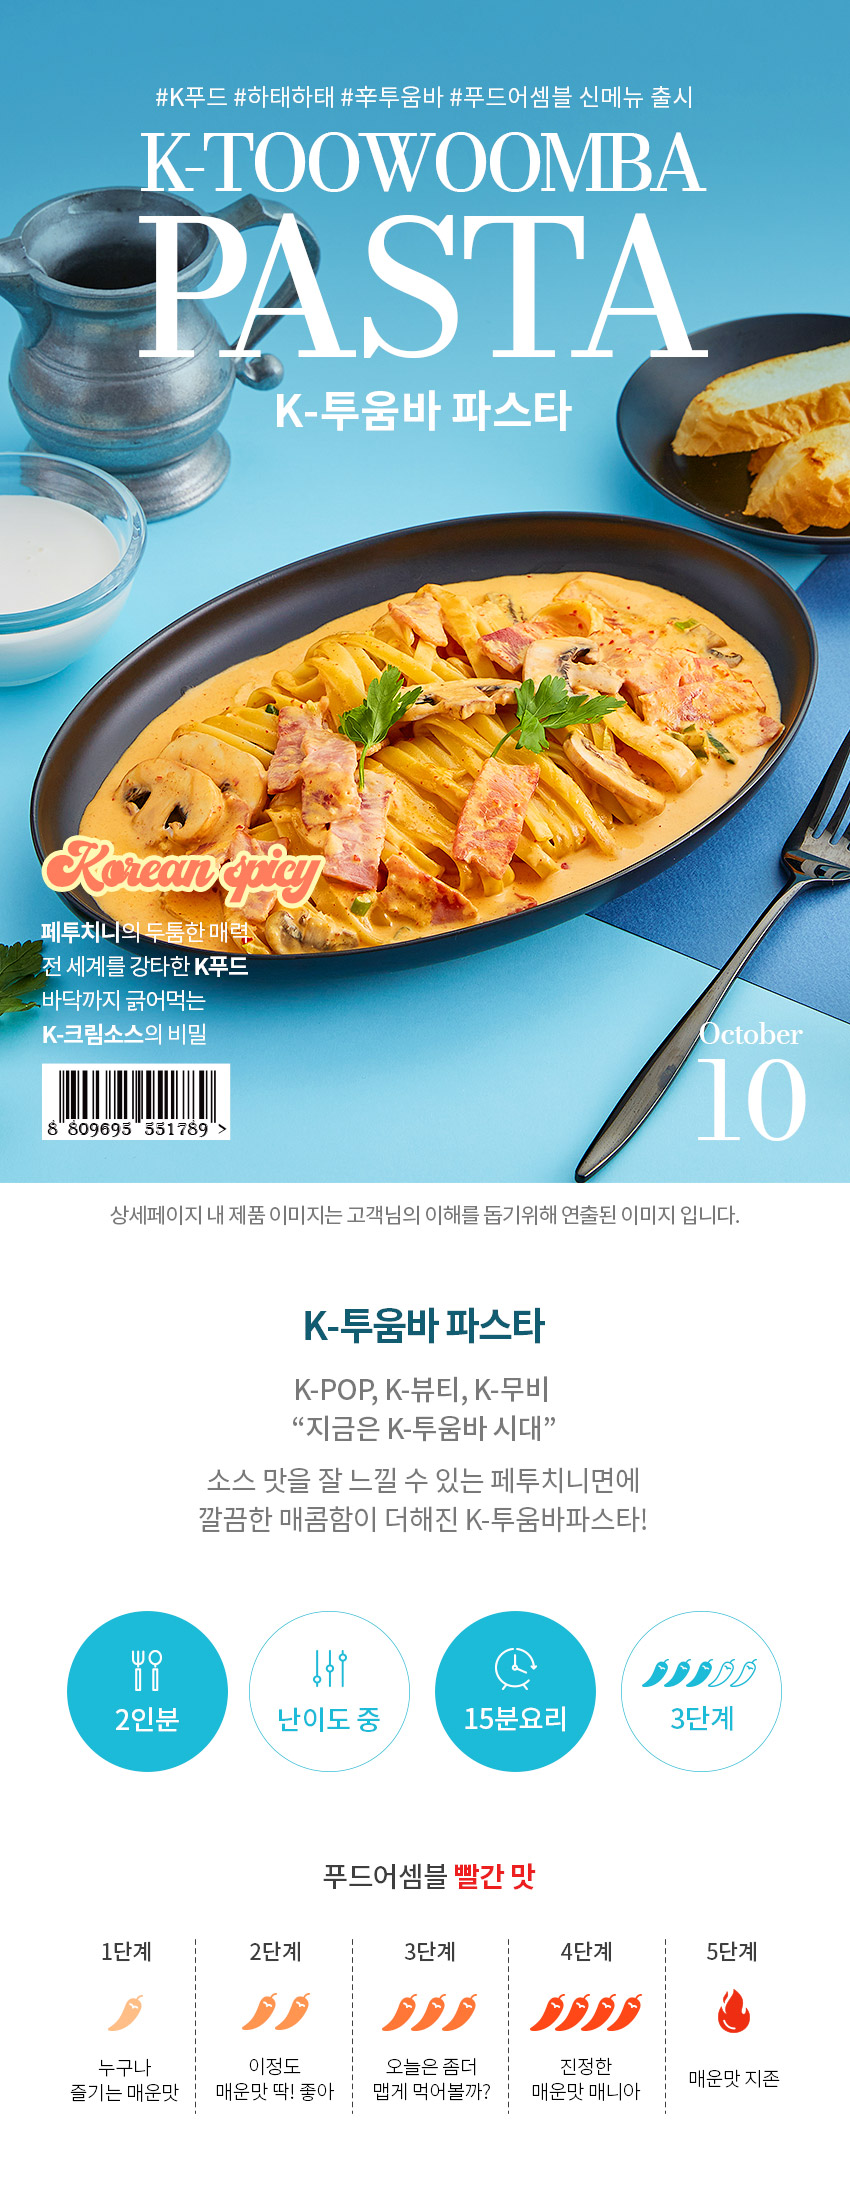 #K푸드 #하태하태 #辛투움바 #푸드어셈블 신메뉴 출시
K-TOOWOOMBA
PASTA
K-투움바 파스타
Korean spicy
페투치니의 두툼한 매력
전 세계를 강타한 K푸드
바닥까지 긁어먹는
K-크림소스의 비밀
8 809695 551789 >
October
10
상세페이지 내 제품 이미지는 고객님의 이해를 돕기위해 연출된 이미지 입니다.
K-투움바 파스타
K-POP, K-뷰티, K-무비
“지금은 K-투움바 시대”
소스 맛을 잘 느낄 수 있는 페투치니면에
깔끔한 매콤함이 더해진 K-투움바파스타!
2인분
난이도 중
15분요리
3단계
푸드어셈블 빨간 맛
1단계
누구나
즐기는 매운맛
2단계
이정도
매운맛 딱! 좋아
3단계
오늘은 좀더
맵게 먹어볼까?
4단계
진정한
매운맛 매니아
5단계
매운맛 지존